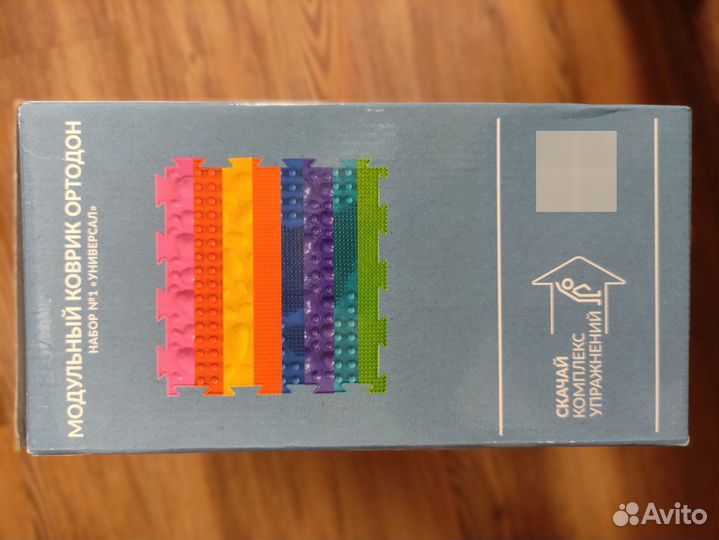 МОДУЛЬНЫЙ КОВРИК ОРТОДОН
НАБОР №1 «УНИВЕРСАЛ»
СКАЧАЙ
КОМПЛЕКС
УПРАЖНЕНИЙ
Avito